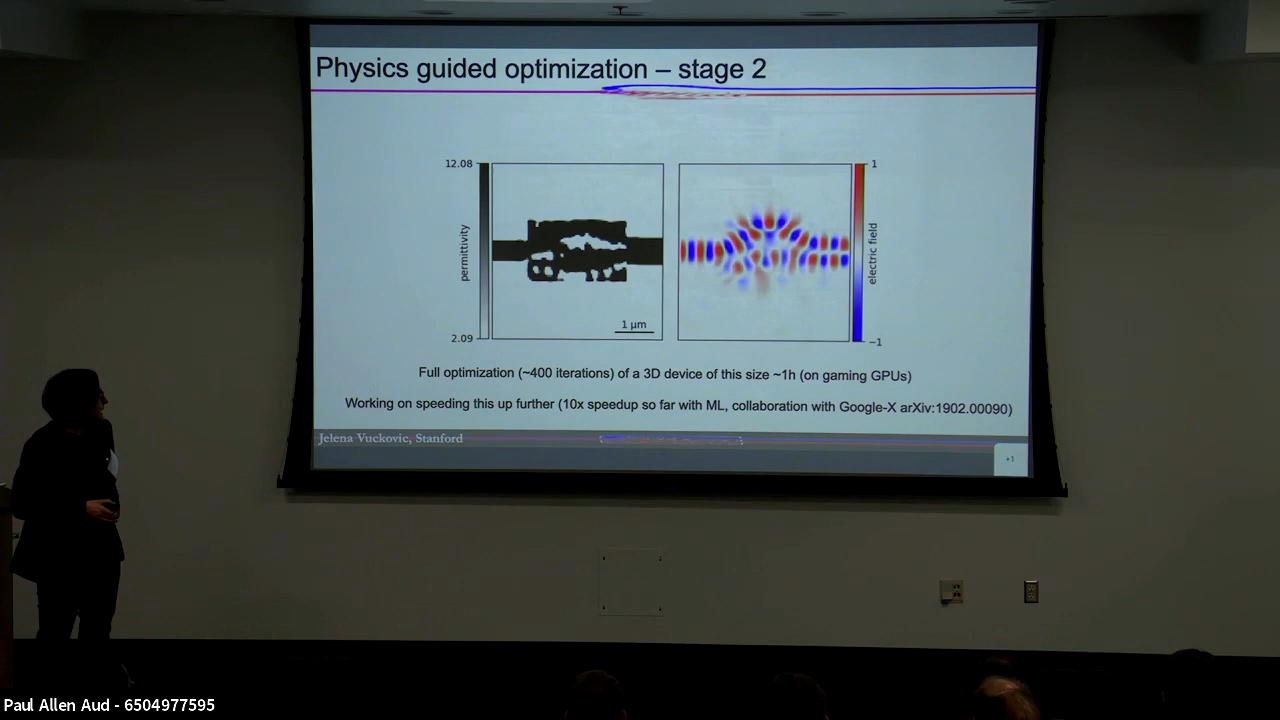 Physics guided optimization – stage 2
12.08
permittivity
2.09
1 µm
1
electric field
−1
Full optimization (~400 iterations) of a 3D device of this size ~1h (on gaming GPUs)
Working on speeding this up further (10x speedup so far with ML, collaboration with Google-X arXiv:1902.00090)
Jelena Vuckovic, Stanford
+1
Paul Allen Aud - 6504977595